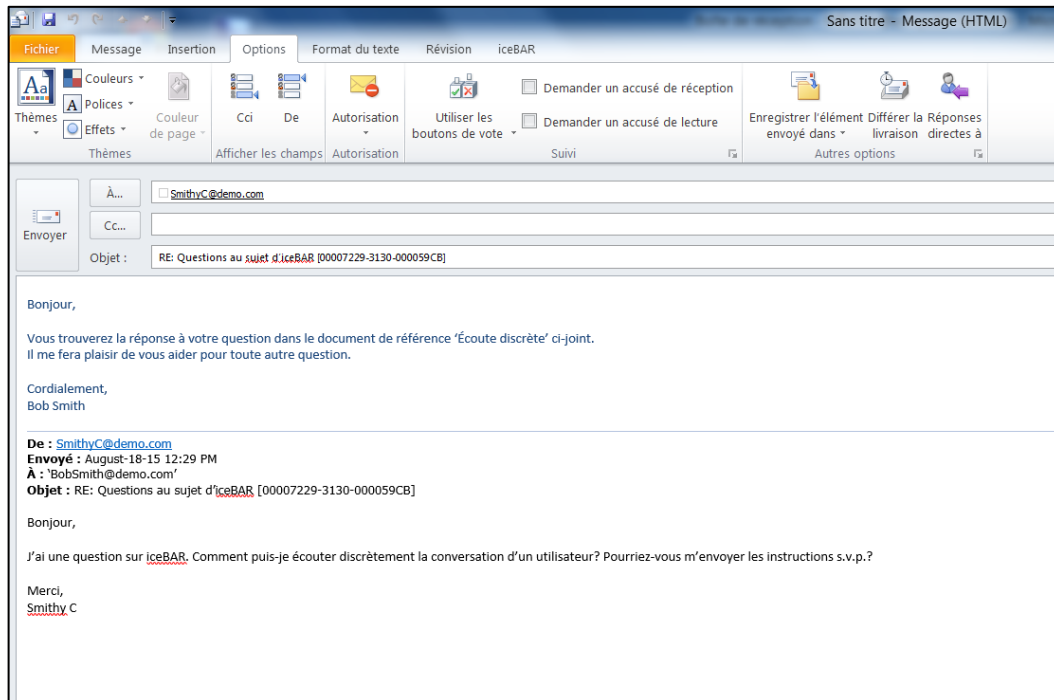 Sans titre - Message (HTML)
Fichier Message Insertion Options Format du texte Révision iceBAR
Aa Couleurs Demander un accusé de réception
A Polices
Thèmes Couleur Cci De Autorisation Utiliser les Demander un accusé de lecture Enregistrer l'élément Différer la Réponses
Effets de page boutons de vote envoyé dans livraison directes à
Thèmes Afficher les champs Autorisation Suivi Autres options
À... SmithyC@demo.com
Envoyer Cc...
Objet : RE: Questions au sujet d'iceBAR [00007229-3130-000059CB]
Bonjour,
Vous trouverez la réponse à votre question dans le document de référence ‘Écoute discrète’ ci-joint.
Il me fera plaisir de vous aider pour toute autre question.
Cordialement,
Bob Smith
De : SmithyC@demo.com
Envoyé : August-18-15 12:29 PM
À : ‘BobSmith@demo.com’
Objet : RE: Questions au sujet d’iceBAR [00007229-3130-000059CB]
Bonjour,
J’ai une question sur iceBAR. Comment puis-je écouter discrètement la conversation d’un utilisateur? Pourriez-vous m’envoyer les instructions s.v.p.?
Merci,
Smithy C